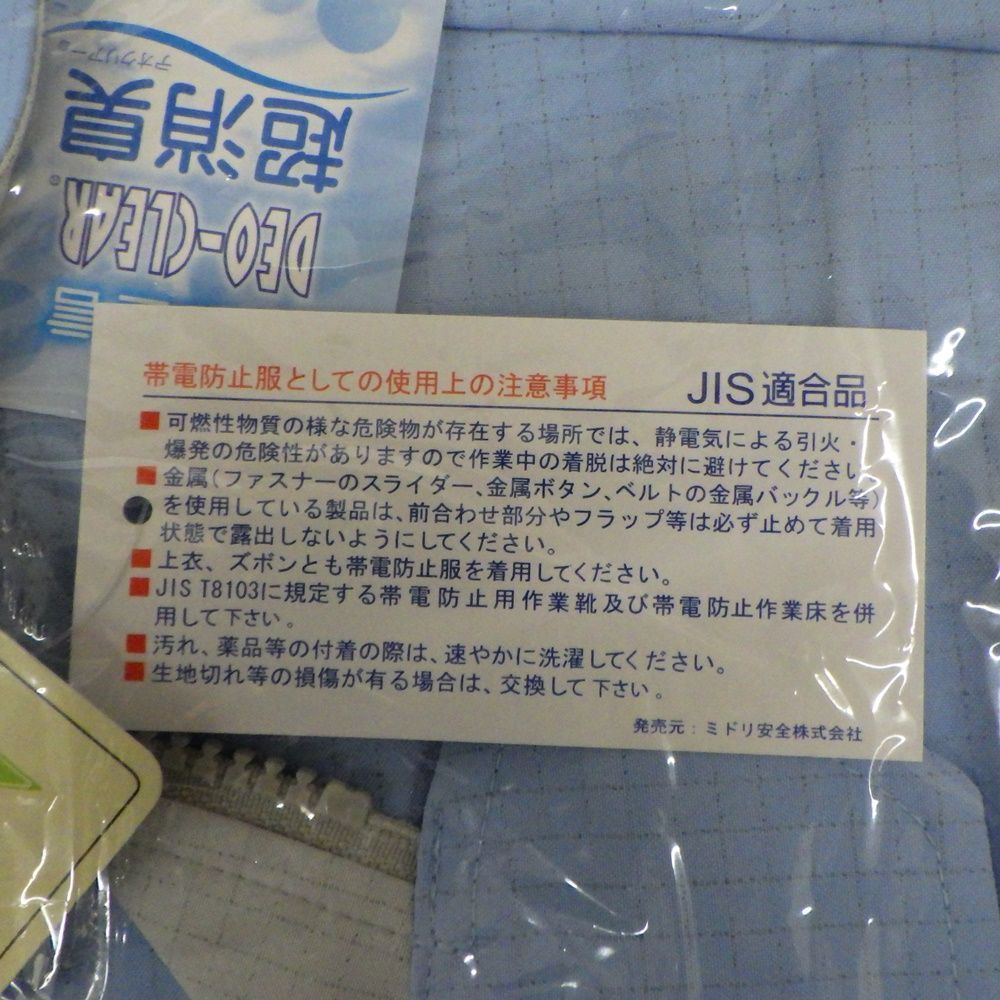 デオクリアー®
超消臭
DEO-CLEAR®
帯電防止服としての使用上の注意事項
JIS適合品
■可燃性物質の様な危険物が存在する場所では、静電気による引火・
爆発の危険性がありますので作業中の着脱は絶対に避けてください
■金属(ファスナーのスライダー、金属ボタン、ベルトの金属バックル等)
を使用している製品は、前合わせ部分やフラップ等は必ず止めて着用
状態で露出しないようにしてください。
■上衣、ズボンとも帯電防止服を着用してください。
■JIS T8103に規定する帯電防止用作業靴及び帯電防止作業床を併
用して下さい。
■汚れ、薬品等の付着の際は、速やかに洗濯してください。
■生地切れ等の損傷が有る場合は、交換して下さい。
発売元:ミドリ安全株式会社